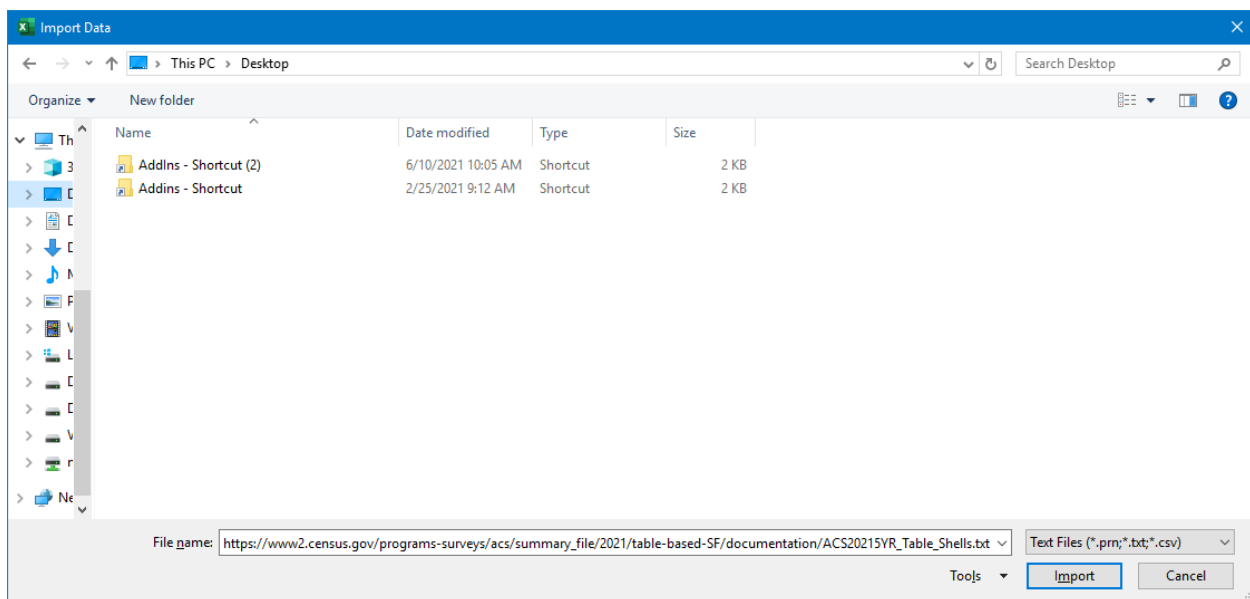 Import Data
This PC > Desktop
Search Desktop
Organize
New folder
Name
Date modified
Type
Size
AddIns - Shortcut (2)
6/10/2021 10:05 AM
Shortcut
2 KB
Addins - Shortcut
2/25/2021 9:12 AM
Shortcut
2 KB
Th
3
D
D
D
M
P
V
L
D
D
V
r
Ne
File name:
https://www2.census.gov/programs-surveys/acs/summary_file/2021/table-based-SF/documentation/ACS20215YR_Table_Shells.txt
Text Files (*.prn;*.txt;*.csv)
Tools
Import
Cancel